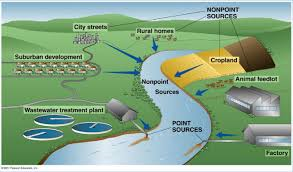 NONPOINT
SOURCES
City streets
Rural homes
Suburban development
Cropland
Nonpoint
Sources
Animal feedlot
Wastewater treatment plant
POINT
SOURCES
Factory